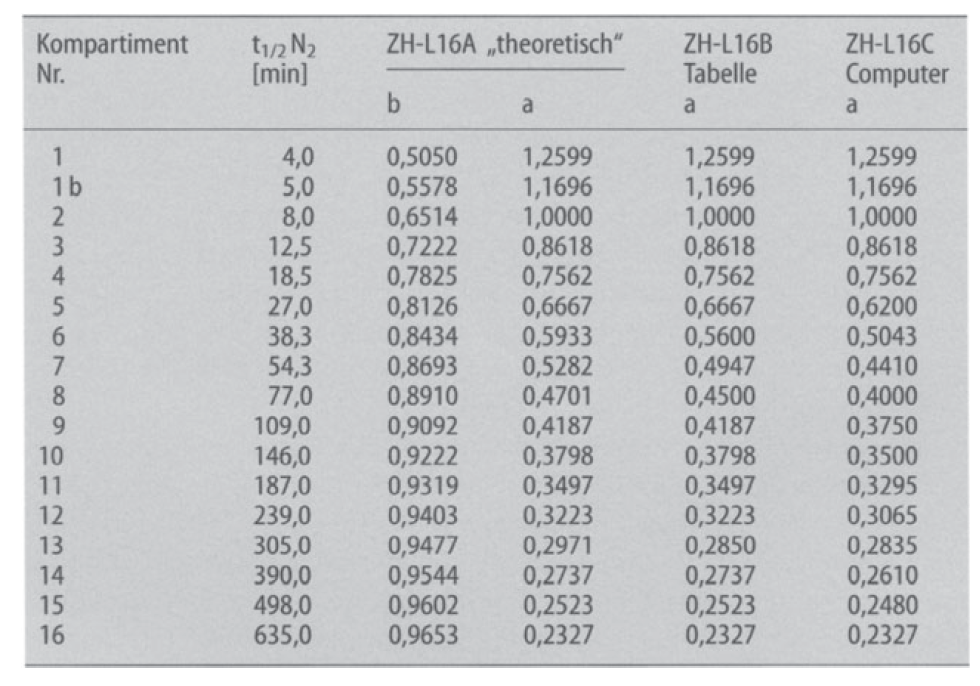 Kompartiment t1/2 N2 ZH-L16A „theoretisch“ ZH-L16B ZH-L16C
Nr. [min] Tabelle Computer
b a a a
1 4,0 0,5050 1,2599 1,2599 1,2599
1 b 5,0 0,5578 1,1696 1,1696 1,1696
2 8,0 0,6514 1,0000 1,0000 1,0000
3 12,5 0,7222 0,8618 0,8618 0,8618
4 18,5 0,7825 0,7562 0,7562 0,7562
5 27,0 0,8126 0,6667 0,6667 0,6200
6 38,3 0,8434 0,5933 0,5600 0,5043
7 54,3 0,8693 0,5282 0,4947 0,4410
8 77,0 0,8910 0,4701 0,4500 0,4000
9 109,0 0,9092 0,4187 0,4187 0,3750
10 146,0 0,9222 0,3798 0,3798 0,3500
11 187,0 0,9319 0,3497 0,3497 0,3295
12 239,0 0,9403 0,3223 0,3223 0,3065
13 305,0 0,9477 0,2971 0,2850 0,2835
14 390,0 0,9544 0,2737 0,2737 0,2610
15 498,0 0,9602 0,2523 0,2523 0,2480
16 635,0 0,9653 0,2327 0,2327 0,2327